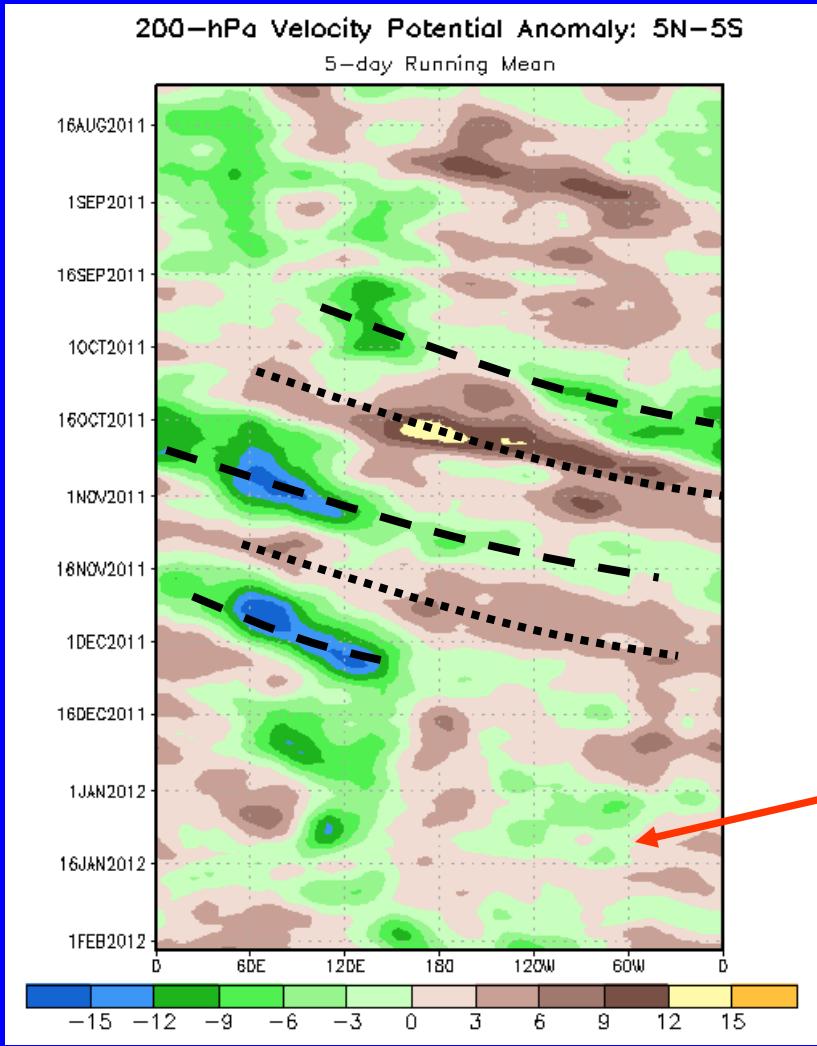 200-hPa Velocity Potential Anomaly: 5N-5S
5-day Running Mean
16AUG2011
1SEP2011
16SEP2011
1OCT2011
16OCT2011
1NOV2011
16NOV2011
1DEC2011
16DEC2011
1JAN2012
16JAN2012
1FEB2012
0 60E 120E 180 120W 60W 0
-15 -12 -9 -6 -3 0 3 6 9 12 15